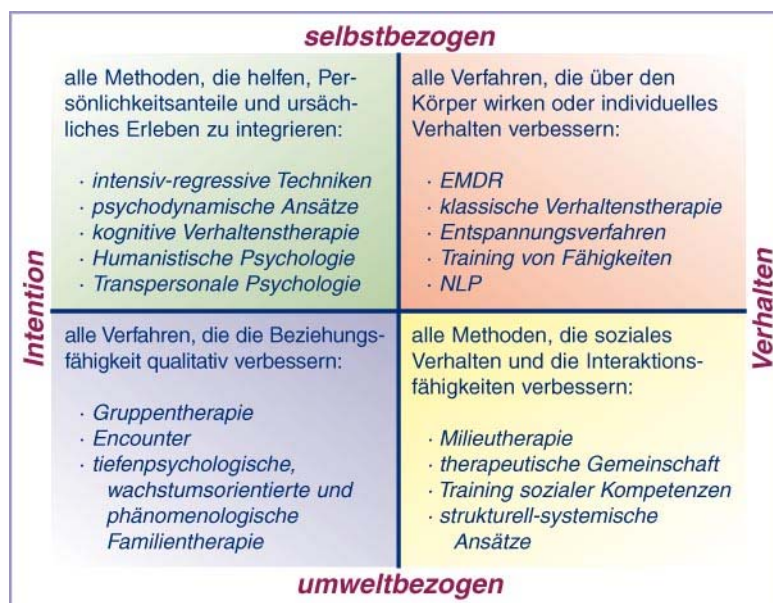 selbstbezogen
alle Methoden, die helfen, Per-
sönlichkeitsanteile und ursäch-
liches Erleben zu integrieren:
· intensiv-regressive Techniken
· psychodynamische Ansätze
· kognitive Verhaltenstherapie
· Humanistische Psychologie
· Transpersonale Psychologie
alle Verfahren, die über den
Körper wirken oder individuelles
Verhalten verbessern:
· EMDR
· klassische Verhaltenstherapie
· Entspannungsverfahren
· Training von Fähigkeiten
· NLP
Intention
Verhalten
alle Verfahren, die die Beziehungs-
fähigkeit qualitativ verbessern:
· Gruppentherapie
· Encounter
· tiefenpsychologische,
wachstumsorientierte und
phänomenologische
Familientherapie
alle Methoden, die soziales
Verhalten und die Interaktions-
fähigkeiten verbessern:
· Milieutherapie
· therapeutische Gemeinschaft
· Training sozialer Kompetenzen
· strukturell-systemische
Ansätze
umweltbezogen